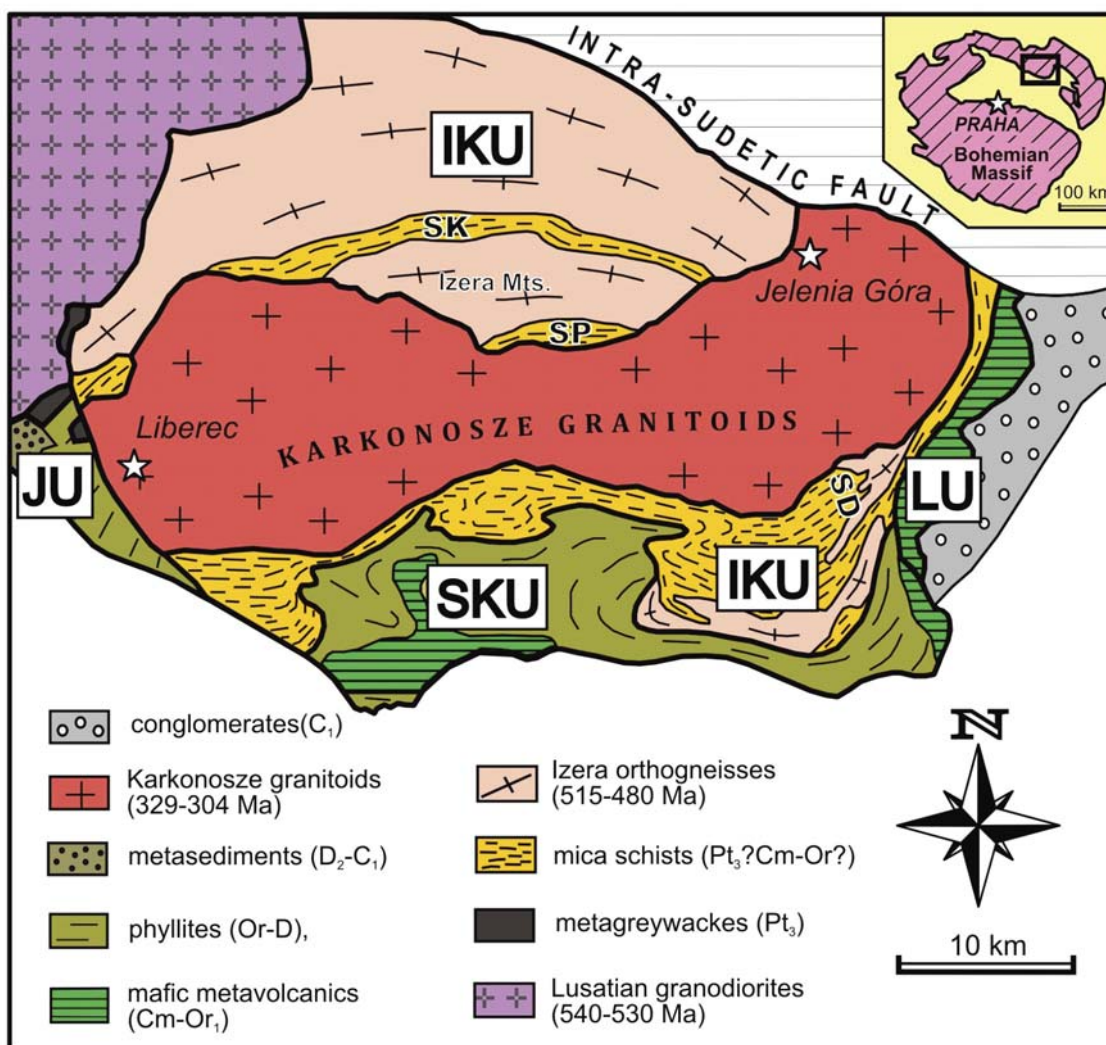 INTRA-SUDETIC FAULT
PRAHA
Bohemian
Massif
100 km
IKU
SK
Izera Mts.
SP
Jelenia Góra
Liberec
KARKONOSZE GRANITOIDS
JU
SD
LU
SKU
IKU
conglomerates(C₁)
Karkonosze granitoids
(329-304 Ma)
metasediments (D₂-C₁)
phyllites (Or-D),
mafic metavolcanics
(Cm-Or₁)
Izera orthogneisses
(515-480 Ma)
mica schists (Pt₃?Cm-Or?)
metagreywackes (Pt₃)
Lusatian granodiorites
(540-530 Ma)
N
10 km